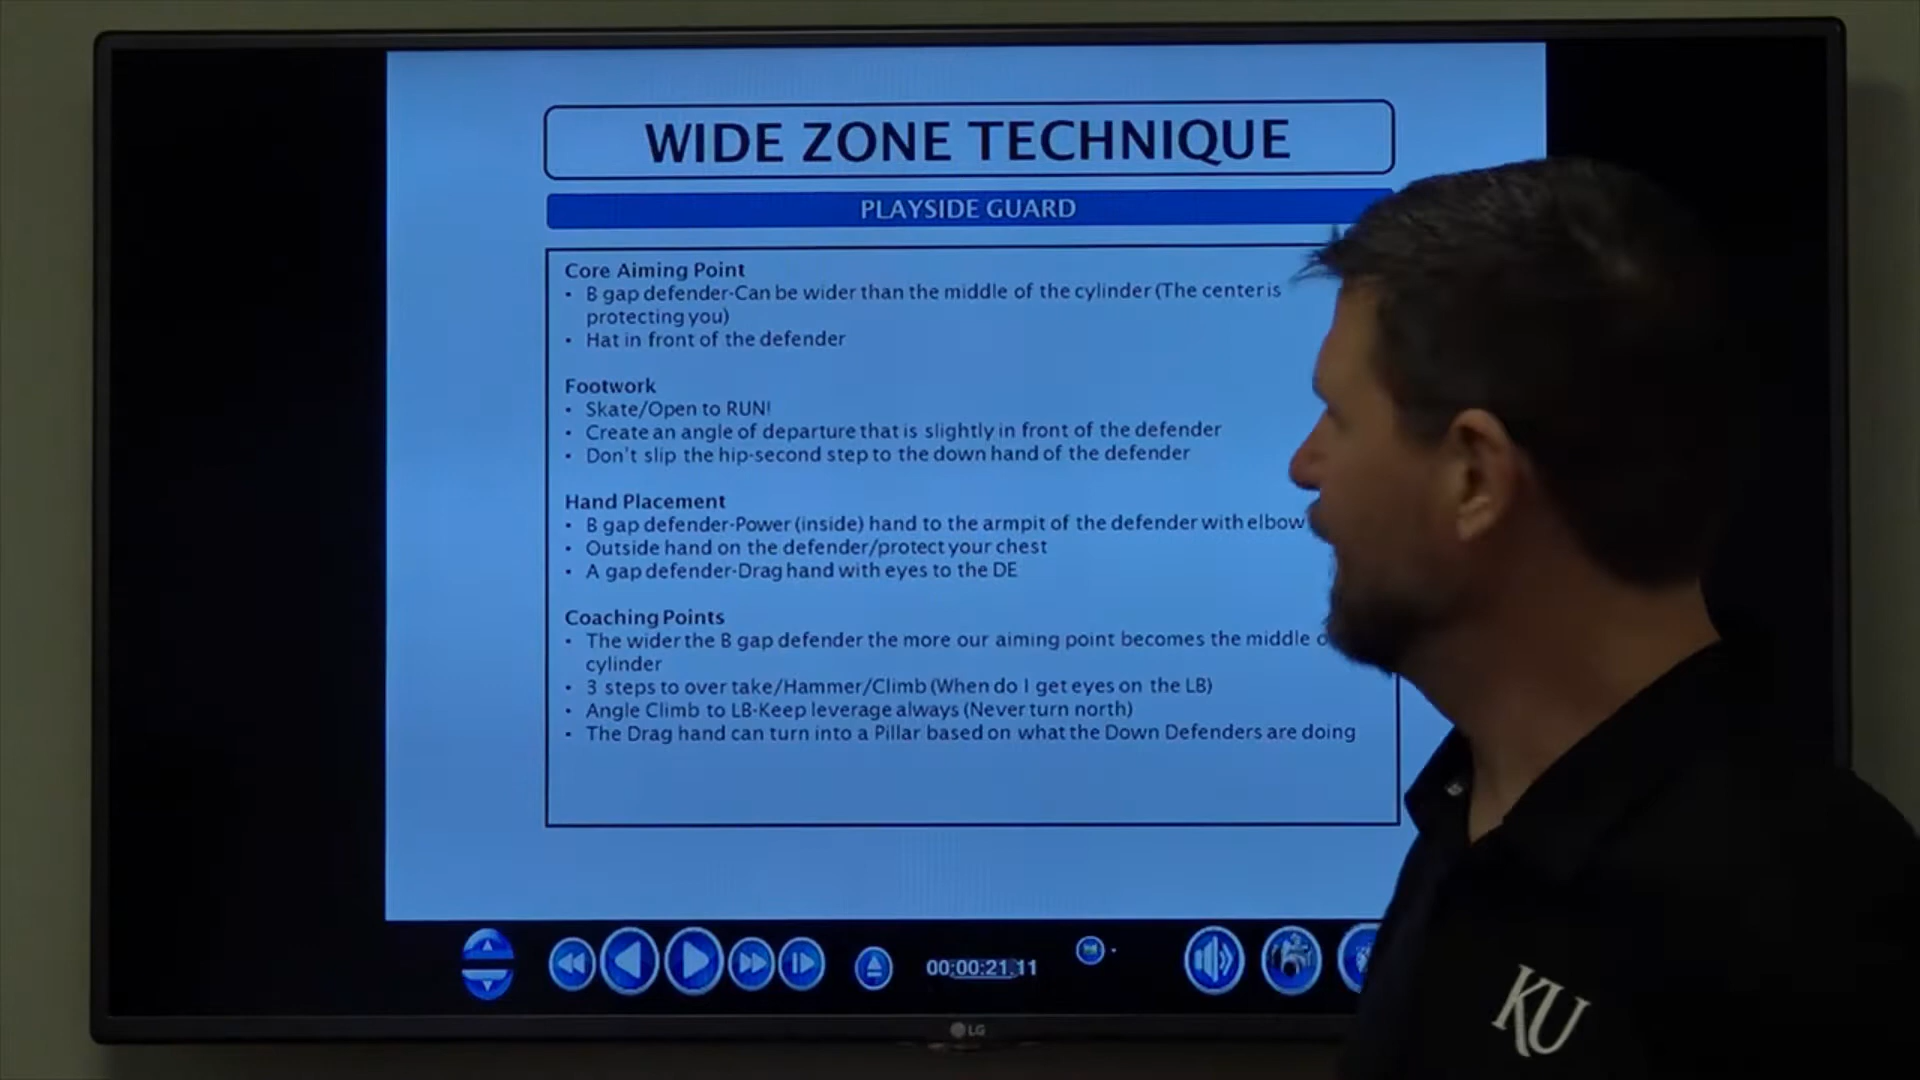 WIDE ZONE TECHNIQUE
PLAYSIDE GUARD
Core Aiming Point
• B gap defender-Can be wider than the middle of the cylinder (The center is
protecting you)
• Hat in front of the defender
Footwork
• Skate/Open to RUN!
• Create an angle of departure that is slightly in front of the defender
• Don't slip the hip-second step to the down hand of the defender
Hand Placement
• B gap defender-Power (inside) hand to the armpit of the defender with elbow
• Outside hand on the defender/protect your chest
• A gap defender-Drag hand with eyes to the DE
Coaching Points
• The wider the B gap defender the more our aiming point becomes the middle
cylinder
• 3 steps to over take/Hammer/Climb (When do I get eyes on the LB)
• Angle Climb to LB-Keep leverage always (Never turn north)
• The Drag hand can turn into a Pillar based on what the Down Defenders are doing
00:00:21.11
LG
KU